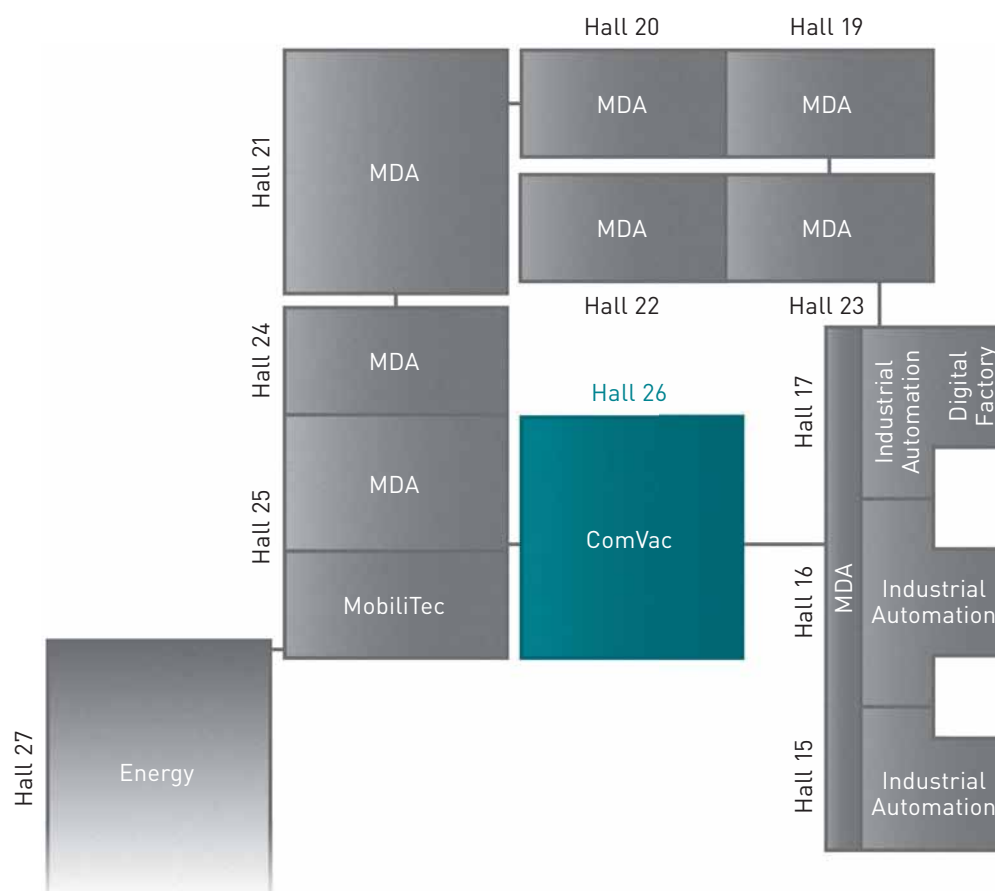 Hall 20
Hall 19
MDA
MDA
Hall 21
MDA
MDA
MDA
Hall 22
Hall 23
Hall 24
MDA
Hall 26
Hall 17
Industrial
Automation
Digital
Factory
Hall 25
MDA
ComVac
MobiliTec
Hall 16
MDA
Industrial
Automation
Hall 27
Energy
Hall 15
Industrial
Automation